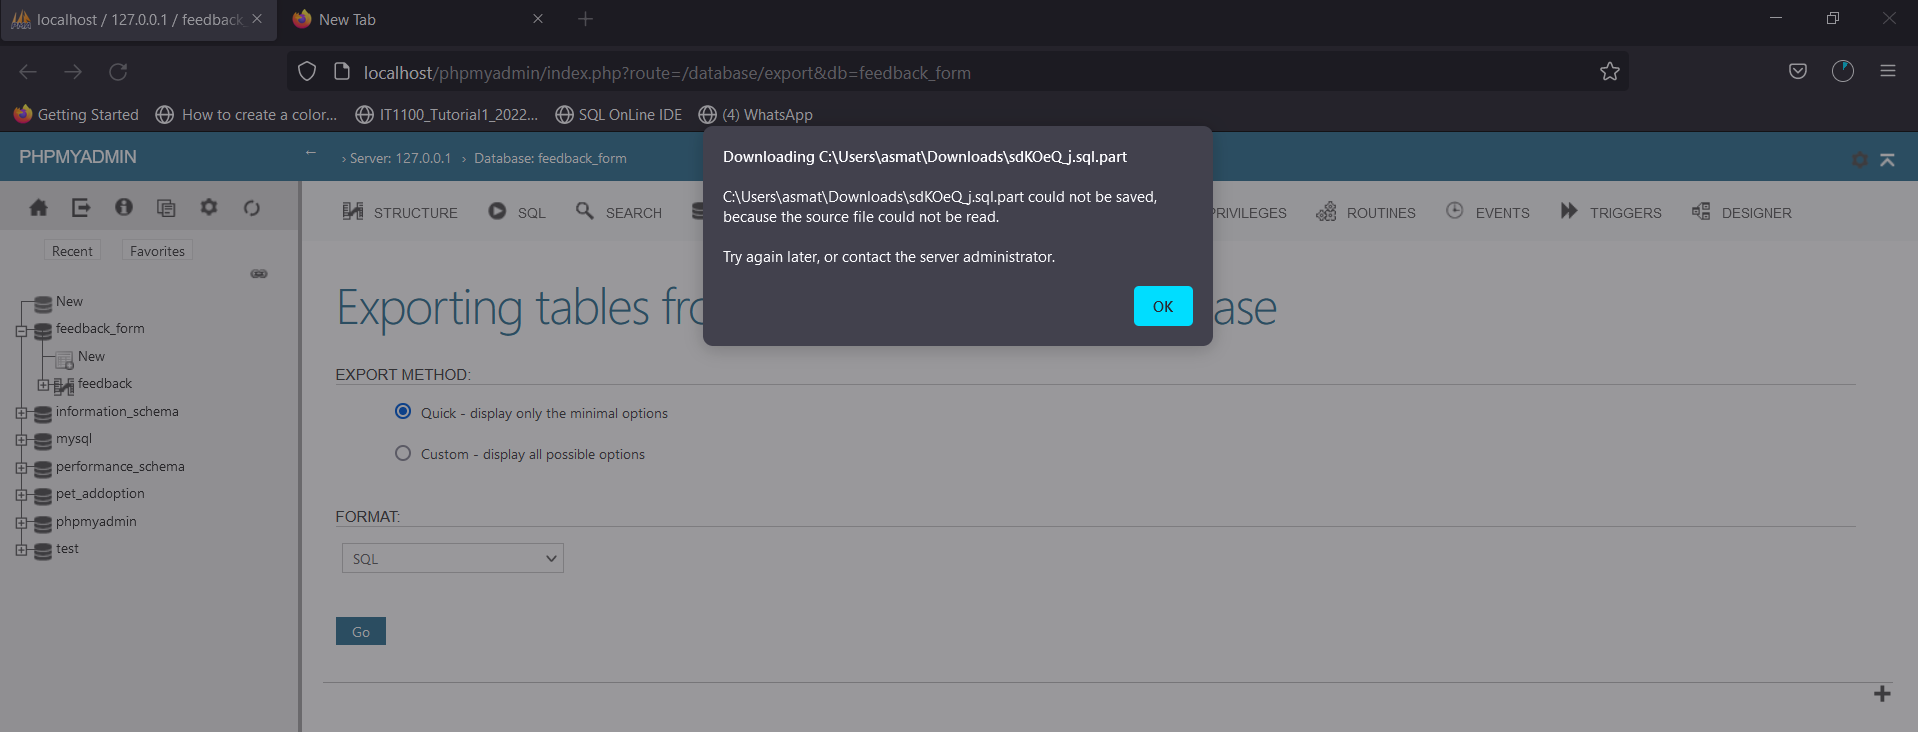 localhost / 127.0.0.1 / feedback_
New Tab
localhost/phpmyadmin/index.php?route=/database/export&db=feedback_form
Getting Started
How to create a color...
IT1100_Tutorial1_2022...
SQL OnLine IDE
(4) WhatsApp
PHPMYADMIN
← › Server: 127.0.0.1 › Database: feedback_form
Downloading C:\Users\asmat\Downloads\sdKOeQ_j.sql.part
C:\Users\asmat\Downloads\sdKOeQ_j.sql.part could not be saved,
because the source file could not be read.
Try again later, or contact the server administrator.
OK
STRUCTURE
SQL
SEARCH
PRIVILEGES
ROUTINES
EVENTS
TRIGGERS
DESIGNER
Recent
Favorites
New
feedback_form
New
feedback
information_schema
mysql
performance_schema
pet_addoption
phpmyadmin
test
Exporting tables fro
ase
EXPORT METHOD:
Quick - display only the minimal options
Custom - display all possible options
FORMAT:
SQL
Go